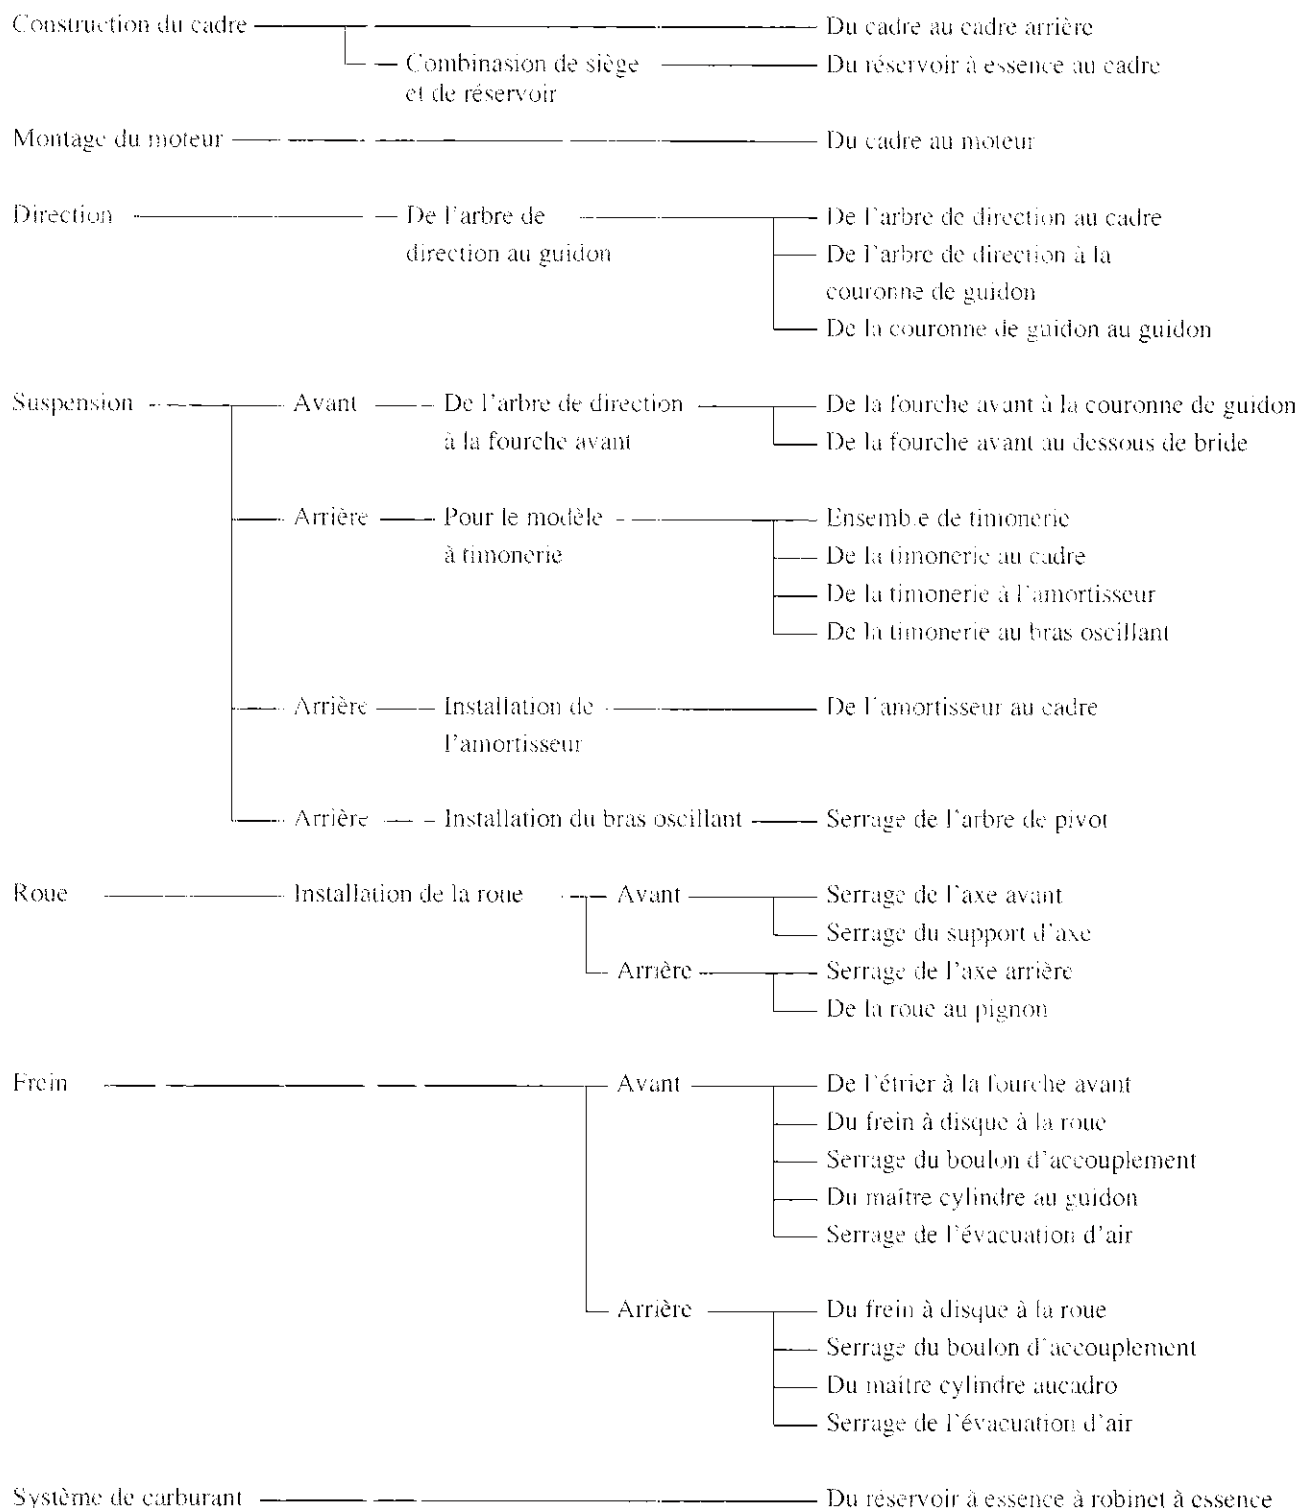 Construction du cadre Du cadre au cadre arrière
Combinasion de siège Du réservoir à essence au cadre
et de réservoir
Montage du moteur Du cadre au moteur
Direction De l'arbre de De l'arbre de direction au cadre
direction au guidon De l'arbre de direction à la
couronne de guidon
De la couronne de guidon au guidon
Suspension Avant De l'arbre de direction De la fourche avant à la couronne de guidon
à la fourche avant De la fourche avant au dessous de bride
Arrière Pour le modèle Ensemb.e de timonerie
à timonerie De la timonerie au cadre
De la timonerie à l'amortisseur
De la timonerie au bras oscillant
Arrière Installation de De l'amortisseur au cadre
l'amortisseur
Arrière Installation du bras oscillant Serrage de l'arbre de pivot
Roue Installation de la roue Avant Serrage de l'axe avant
Serrage du support d'axe
Arrière Serrage de l'axe arrière
De la roue au pignon
Frein Avant De l'étrier à la fourche avant
Du frein à disque à la roue
Serrage du boulon d'accouplement
Du maître cylindre au guidon
Serrage de l'évacuation d'air
Arrière Du frein à disque à la roue
Serrage du boulon d'accouplement
Du maître cylindre aucadro
Serrage de l'évacuation d'air
Système de carburant Du réservoir à essence à robinet à essence